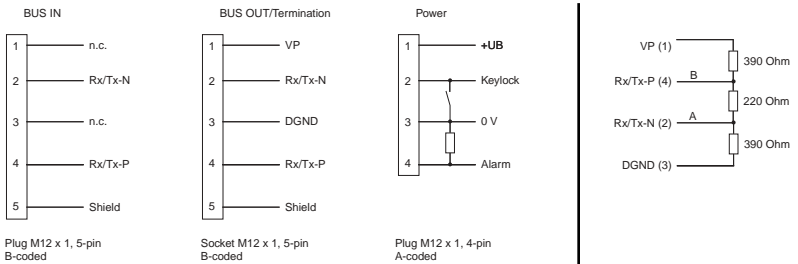 BUS IN
1 n.c.
2 Rx/Tx-N
3 n.c.
4 Rx/Tx-P
5 Shield
Plug M12 x 1, 5-pin
B-coded
BUS OUT/Termination
1 VP
2 Rx/Tx-N
3 DGND
4 Rx/Tx-P
5 Shield
Socket M12 x 1, 5-pin
B-coded
Power
1 +UB
2 Keylock
3 0 V
4 Alarm
Plug M12 x 1, 4-pin
A-coded
VP (1)
390 Ohm
Rx/Tx-P (4) B
220 Ohm
Rx/Tx-N (2) A
390 Ohm
DGND (3)